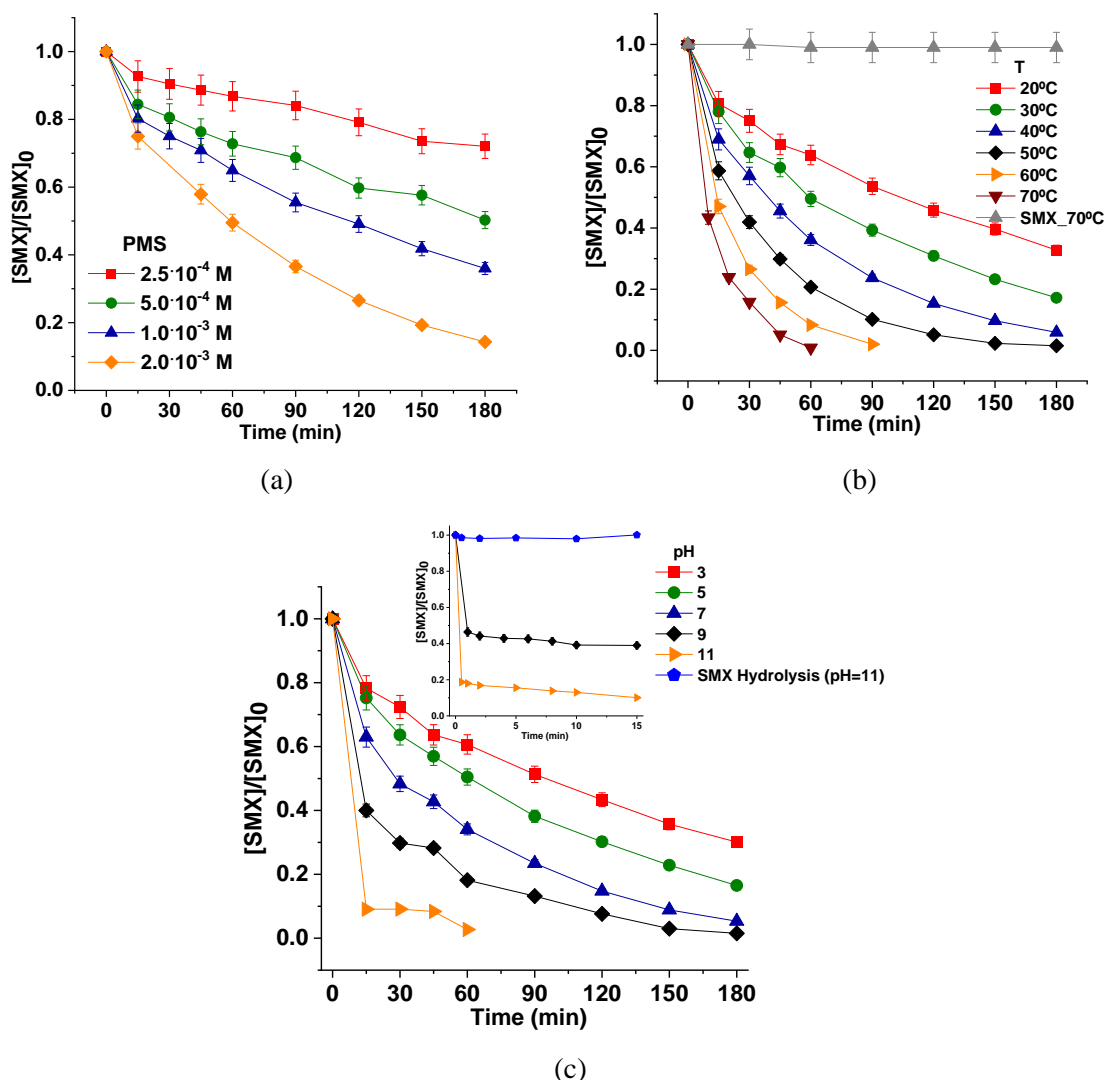 [SMX]/[SMX]0
1.0
0.8
0.6
0.4
0.2
0.0
PMS
2.5·10-4 M
5.0·10-4 M
1.0·10-3 M
2.0·10-3 M
0 30 60 90 120 150 180
Time (min)
(a)
[SMX]/[SMX]0
1.0
0.8
0.6
0.4
0.2
0.0
T
20ºC
30ºC
40ºC
50ºC
60ºC
70ºC
SMX_70ºC
0 30 60 90 120 150 180
Time (min)
(b)
[SMX]/[SMX]0
1.0
0.8
0.6
0.4
0.2
0.0
[SMX]/[SMX]0
1.0
0.8
0.6
0.4
0.2
0.0
0 5 10 15
Time (min)
pH
3
5
7
9
11
SMX Hydrolysis (pH=11)
0 30 60 90 120 150 180
Time (min)
(c)